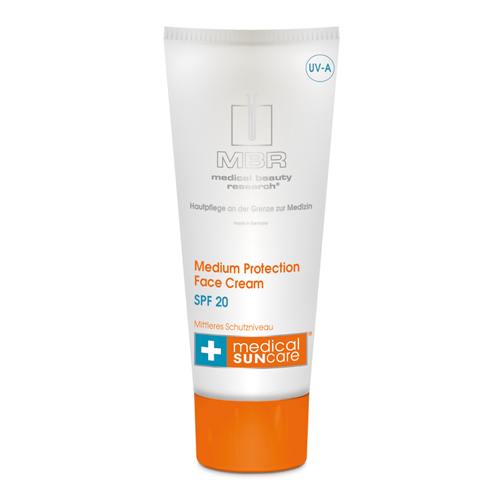 UV-A
MBR
medical beauty
research®
Hautpflege an der Grenze zur Medizin
made in Germany
Medium Protection
Face Cream
SPF 20
Mittleres Schutzniveau
medical
SUNcare®